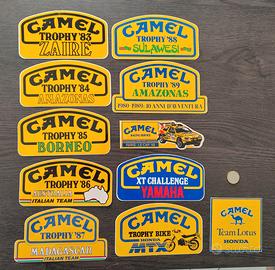 CAMEL
TROPHY '83
ZAIRE
CAMEL
TROPHY '88
SULAWESI
CAMEL
TROPHY '84
AMAZONAS
CAMEL
TROPHY '89
AMAZONAS
1980-1989: 10 ANNI D'AVVENTURA
CAMEL
TROPHY '85
BORNEO
CAMEL
CAMEL
TROPHY '86
AUSTRALIA
ITALIAN TEAM
CAMEL
XT CHALLENGE
YAMAHA
CAMEL
TROPHY '87
MADAGASCAR
ITALIAN TEAM
CAMEL
TROPHY BIKE
HONDA
MTX
CAMEL
Team Lotus
HONDA